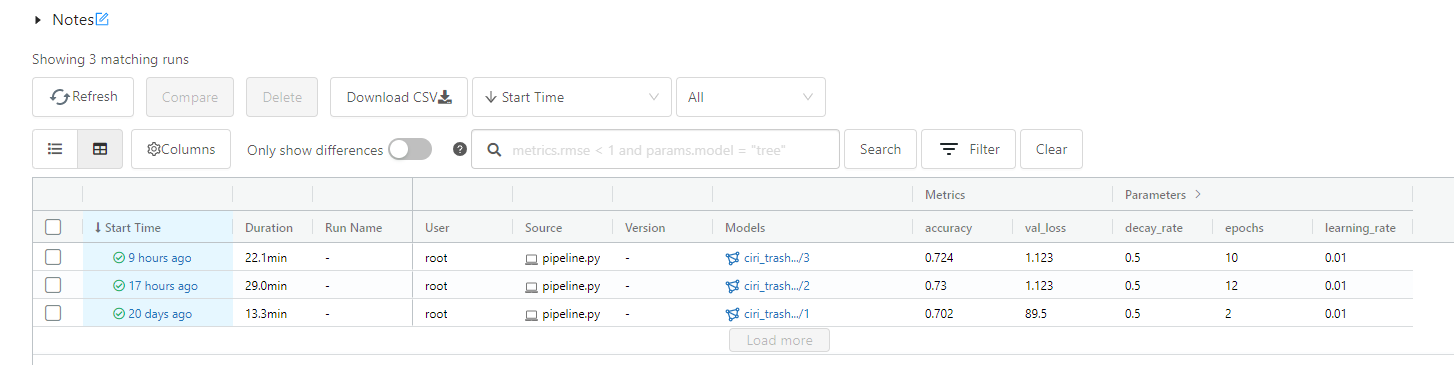 Notes
Showing 3 matching runs
Refresh Compare Delete Download CSV Start Time All
Columns Only show differences metrics.rmse < 1 and params.model = "tree" Search Filter Clear
Metrics Parameters
Start Time Duration Run Name User Source Version Models accuracy val_loss decay_rate epochs learning_rate
9 hours ago 22.1min - root pipeline.py - ciri_trash.../3 0.724 1.123 0.5 10 0.01
17 hours ago 29.0min - root pipeline.py - ciri_trash.../2 0.73 1.123 0.5 12 0.01
20 days ago 13.3min - root pipeline.py - ciri_trash.../1 0.702 89.5 0.5 2 0.01
Load more